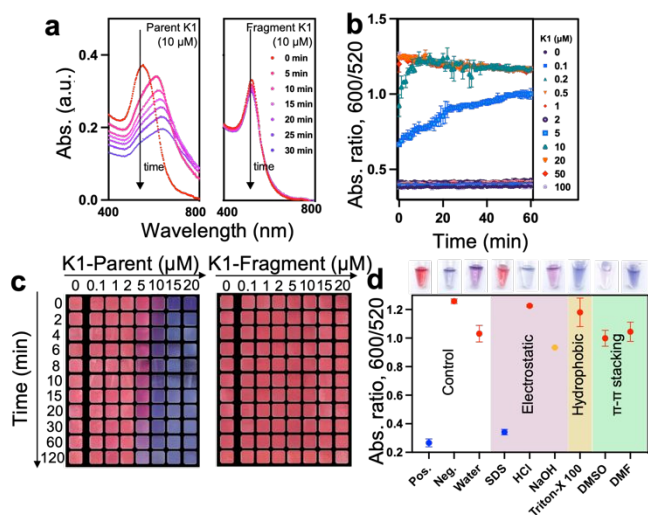 a
Parent K1
(10 μM)
Fragment K1
(10 μM)
0 min
5 min
10 min
15 min
20 min
25 min
30 min
time
time
0.4
0.2
0.0
Abs. (a.u.)
400
800
400
800
Wavelength (nm)
b
Abs. ratio, 600/520
1.5
1.0
0.5
0
20
40
60
Time (min)
K1 (μM)
0
0.1
0.2
0.5
1
2
5
10
20
50
100
c
K1-Parent (μM)
K1-Fragment (μM)
0 0.1 1 2 5 10 15 20
0 0.1 1 2 5 10 15 20
Time (min)
0
2
4
6
8
10
15
20
30
60
120
d
Abs. ratio, 600/520
1.2
1.0
0.8
0.6
0.4
0.2
Control
Electrostatic
Hydrophobic
π-π stacking
Pos.
Neg.
Water
SDS
HCl
NaOH
Triton-X 100
DMSO
DMF